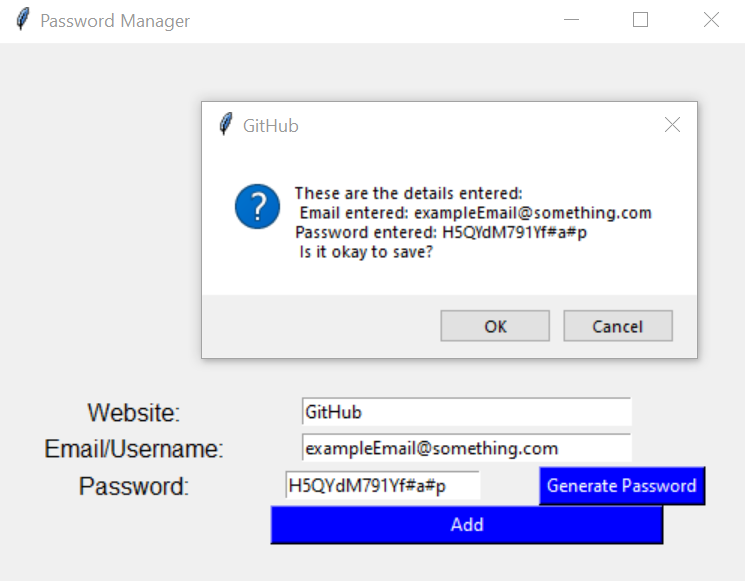 Password Manager
GitHub
?
These are the details entered:
Email entered: exampleEmail@something.com
Password entered: H5QYdM791Yf#a#p
Is it okay to save?
OK Cancel
Website: GitHub
Email/Username: exampleEmail@something.com
Password: H5QYdM791Yf#a#p Generate Password
Add